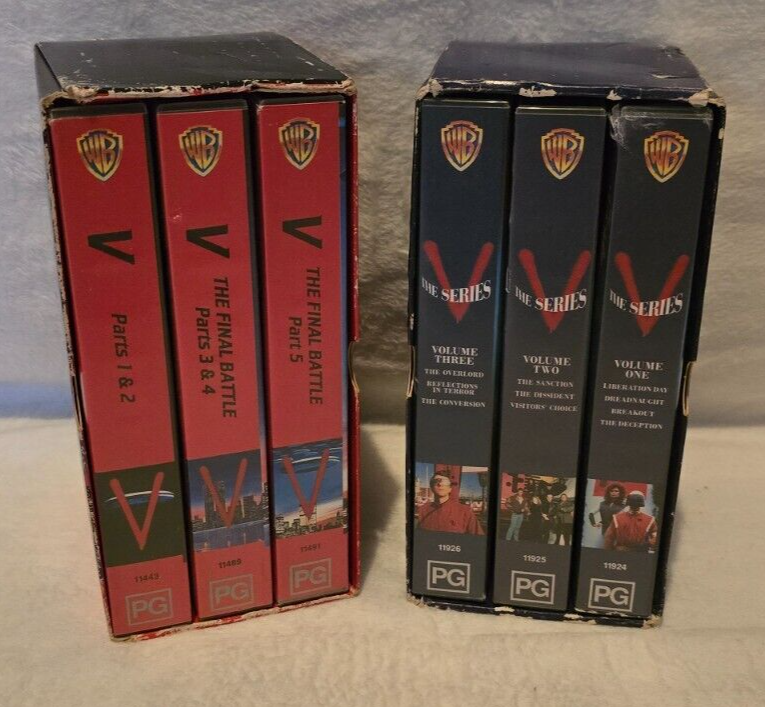 WB
V
Parts 1 & 2
V
11443
PG
WB
V
THE FINAL BATTLE
Parts 3 & 4
V
PG
WB
V
THE FINAL BATTLE
Part 5
V
PG
WB
V
THE SERIES
VOLUME
THREE
THE OVERLORD
REFLECTIONS
IN TERROR
THE CONVERSION
11926
PG
WB
V
THE SERIES
VOLUME
TWO
THE SANCTION
THE DISSIDENT
VISITORS' CHOICE
11925
PG
WB
V
THE SERIES
VOLUME
ONE
LIBERATION DAY
DREADNAUGHT
BREAKOUT
THE DECEPTION
11924
PG